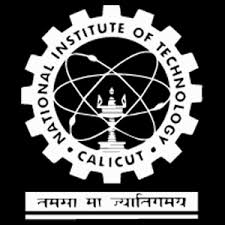 NATIONAL INSTITUTE OF TECHNOLOGY
· CALICUT ·
तमसो मा ज्योतिर्गमय